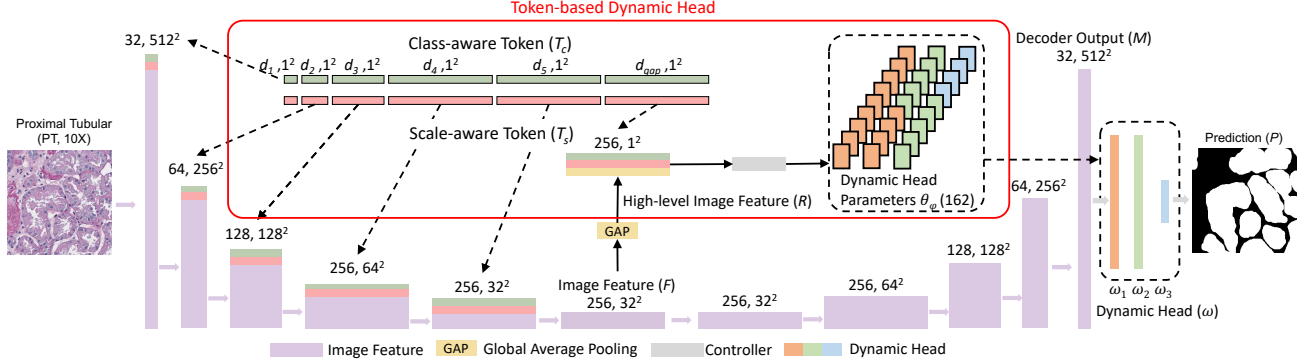 Token-based Dynamic Head
32, 512²
Class-aware Token (T_c)
Decoder Output (M)
32, 512²
d₁ ,1² d₂ ,1² d₃ ,1² d₄ ,1² d₅ ,1² d_gap ,1²
Proximal Tubular
(PT, 10X)
Scale-aware Token (T_s)
Prediction (P)
256, 1²
64, 256²
Dynamic Head
Parameters θ_φ (162)
64, 256²
High-level Image Feature (R)
128, 128²
GAP
128, 128²
256, 64²
256, 32²
Image Feature (F)
256, 32²
256, 32²
256, 64²
ω₁ ω₂ ω₃
Dynamic Head (ω)
Image Feature
GAP Global Average Pooling
Controller
Dynamic Head